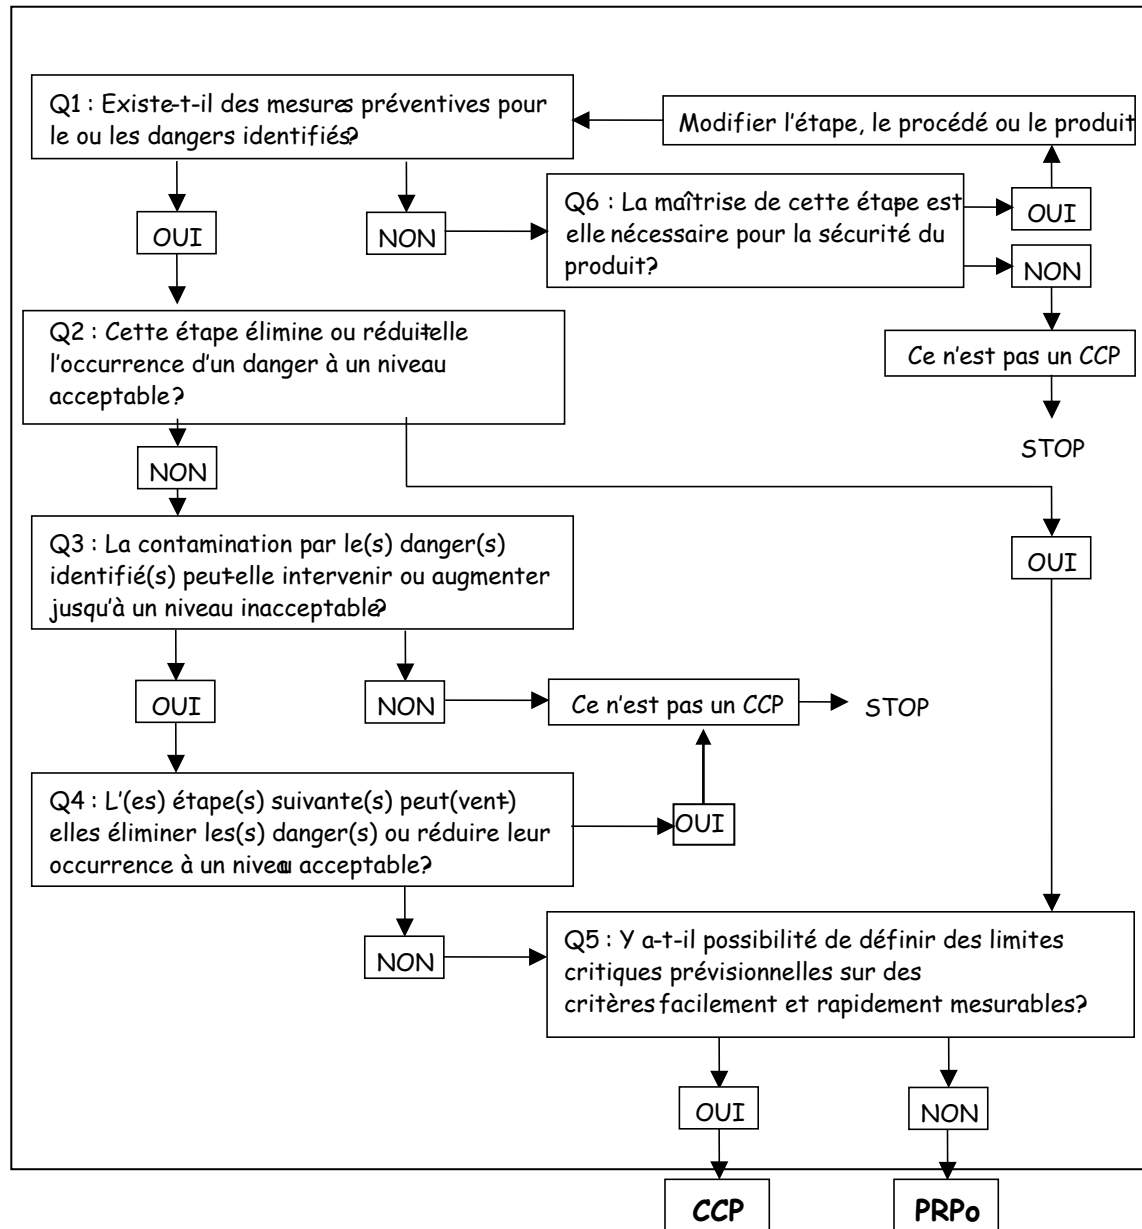 Q1 : Existe-t-il des mesures préventives pour
le ou les dangers identifiés?
Modifier l'étape, le procédé ou le produit
OUI
NON
Q6 : La maîtrise de cette étape est-
elle nécessaire pour la sécurité du
produit?
OUI
NON
Ce n'est pas un CCP
STOP
Q2 : Cette étape élimine ou réduit-elle
l'occurrence d'un danger à un niveau
acceptable?
NON
OUI
Q3 : La contamination par le(s) danger(s)
identifié(s) peut-elle intervenir ou augmenter
jusqu'à un niveau inacceptable?
OUI
NON
Ce n'est pas un CCP
STOP
Q4 : L'(es) étape(s) suivante(s) peut(vent)-
elles éliminer les(s) danger(s) ou réduire leur
occurrence à un niveau acceptable?
OUI
NON
Q5 : Y a-t-il possibilité de définir des limites
critiques prévisionnelles sur des
critères facilement et rapidement mesurables?
OUI
NON
CCP
PRPo